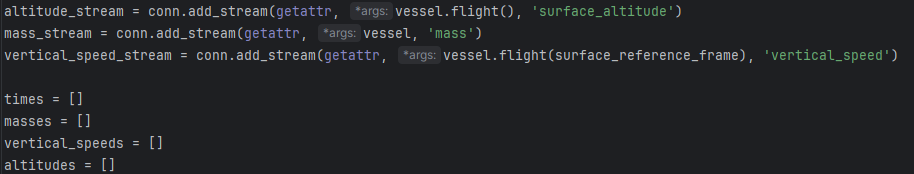 altitude_stream = conn.add_stream(getattr, *args: vessel.flight(), 'surface_altitude')
mass_stream = conn.add_stream(getattr, *args: vessel, 'mass')
vertical_speed_stream = conn.add_stream(getattr, *args: vessel.flight(surface_reference_frame), 'vertical_speed')
times = []
masses = []
vertical_speeds = []
altitudes = []